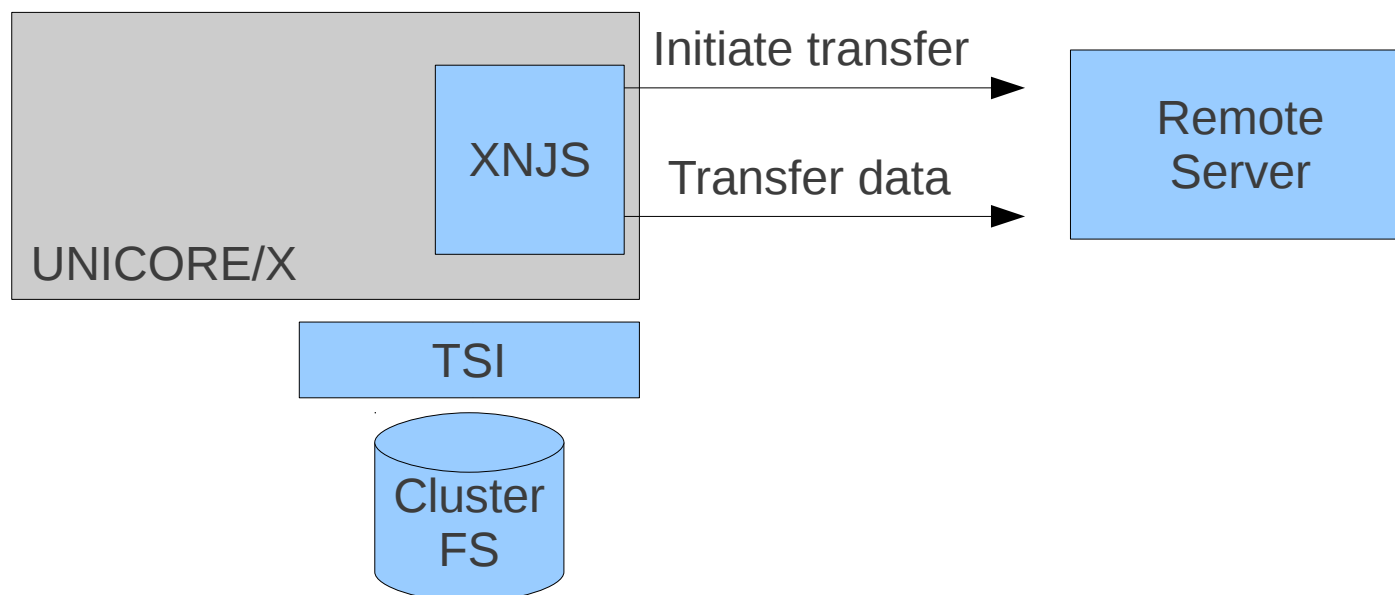 Initiate transfer
Remote
Server
XNJS
Transfer data
UNICORE/X
TSI
Cluster
FS